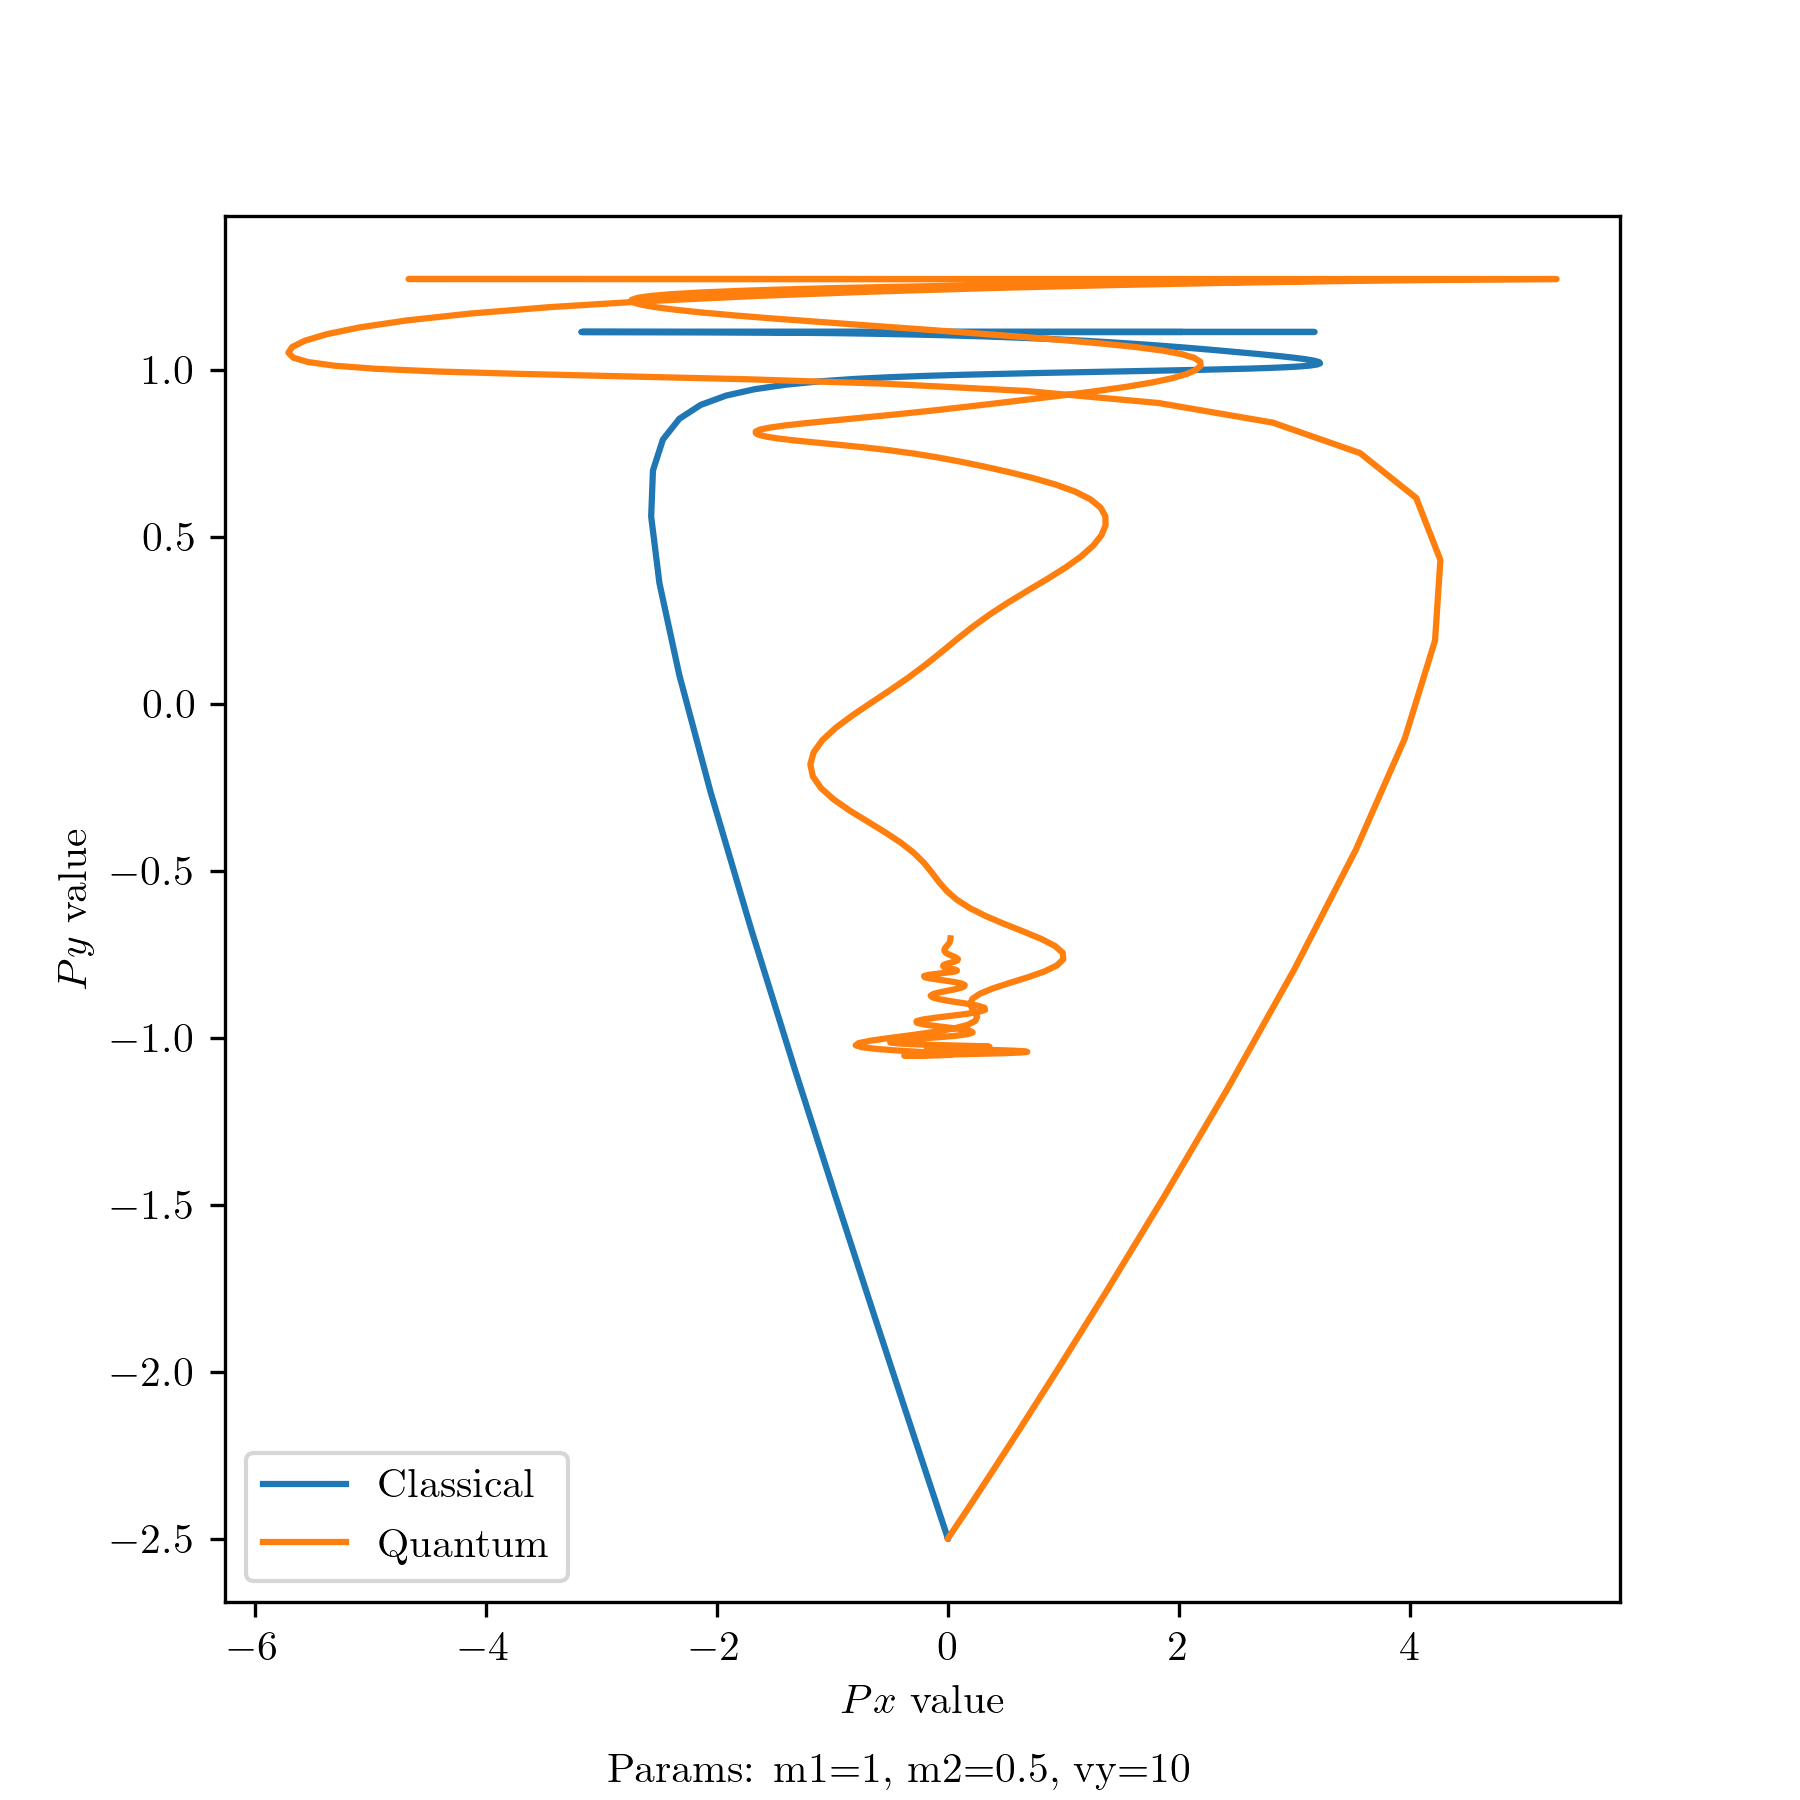 1.0
0.5
0.0
−0.5
−1.0
−1.5
−2.0
−2.5
Py value
Classical
Quantum
−6 −4 −2 0 2 4
Px value
Params: m1=1, m2=0.5, vy=10